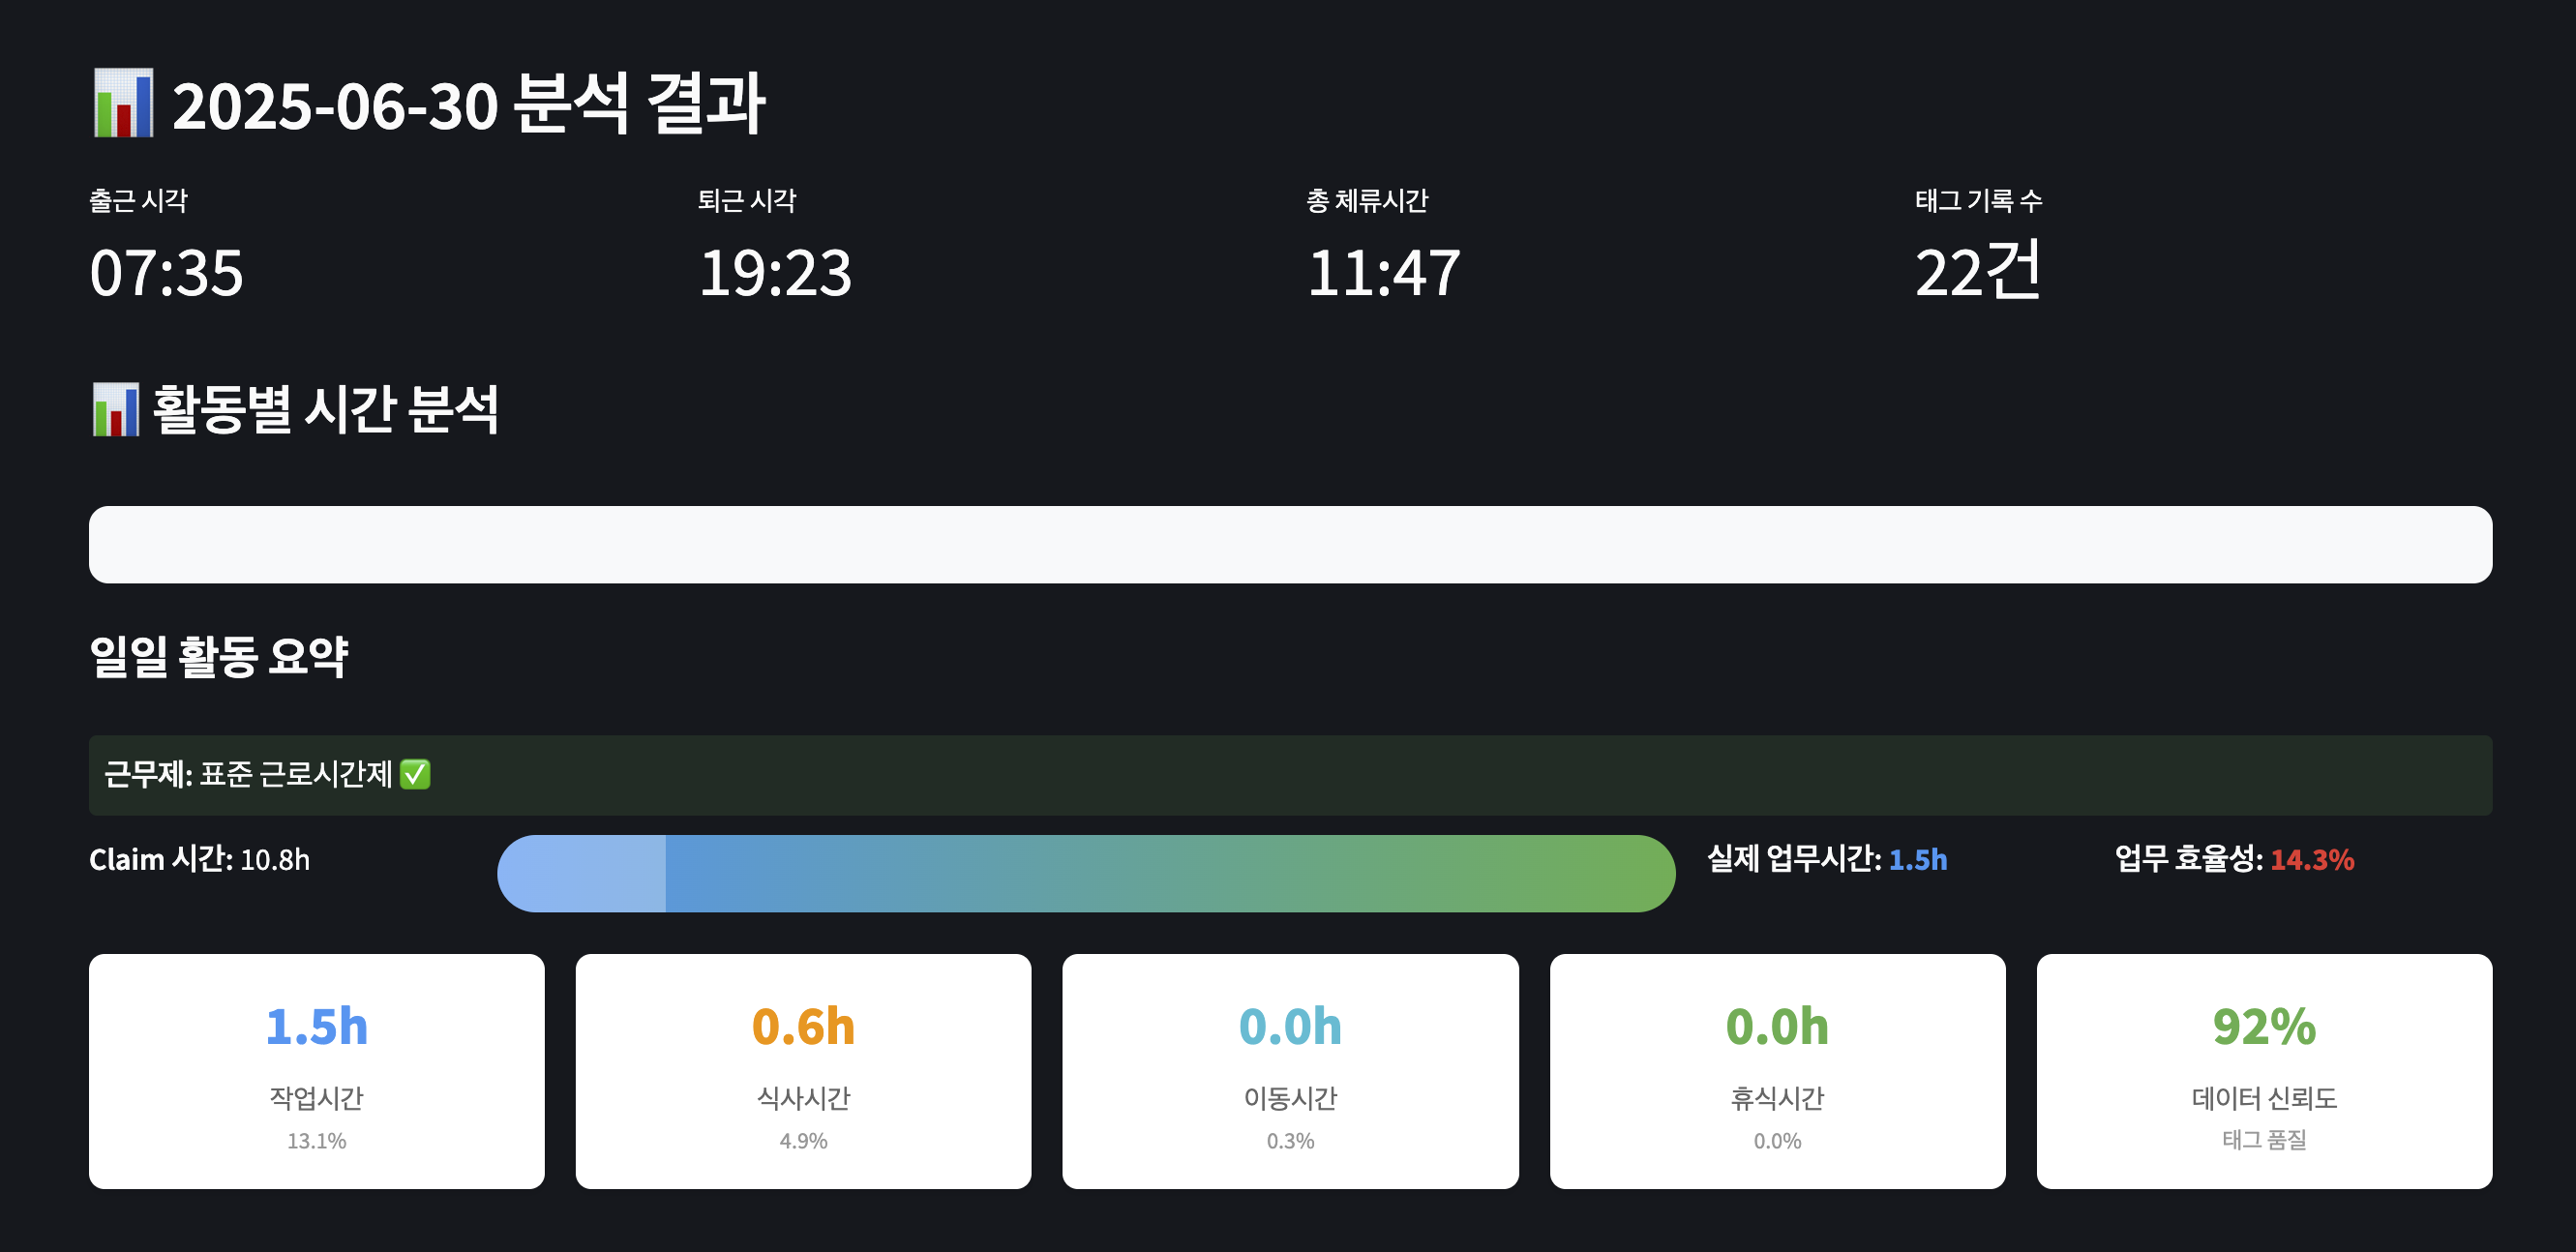 2025-06-30 분석 결과
출근 시각
퇴근 시각
총 체류시간
태그 기록 수
07:35
19:23
11:47
22건
활동별 시간 분석
일일 활동 요약
근무제: 표준 근로시간제 ✅
Claim 시간: 10.8h
실제 업무시간: 1.5h
업무 효율성: 14.3%
1.5h
작업시간
13.1%
0.6h
식사시간
4.9%
0.0h
이동시간
0.3%
0.0h
휴식시간
0.0%
92%
데이터 신뢰도
태그 품질